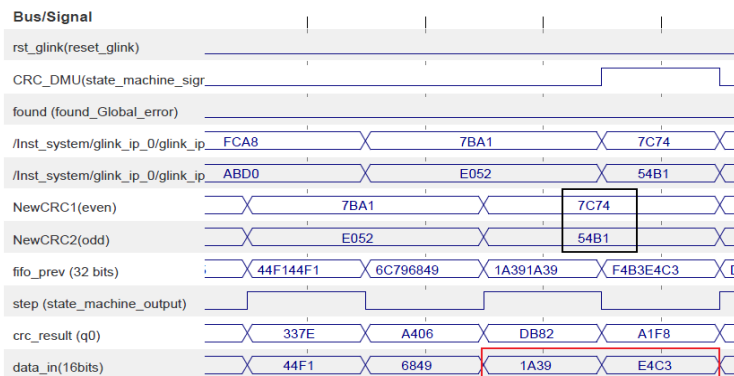 Bus/Signal
rst_glink(reset_glink)
CRC_DMU(state_machine_sigr
found (found_Global_error)
/Inst_system/glink_ip_0/glink_ip FCA8 7BA1 7C74
/Inst_system/glink_ip_0/glink_ip ABD0 E052 54B1
NewCRC1(even) 7BA1 7C74
NewCRC2(odd) E052 54B1
fifo_prev (32 bits) 44F144F1 6C796849 1A391A39 F4B3E4C3
step (state_machine_output)
crc_result (q0) 337E A406 DB82 A1F8
data_in(16bits) 44F1 6849 1A39 E4C3